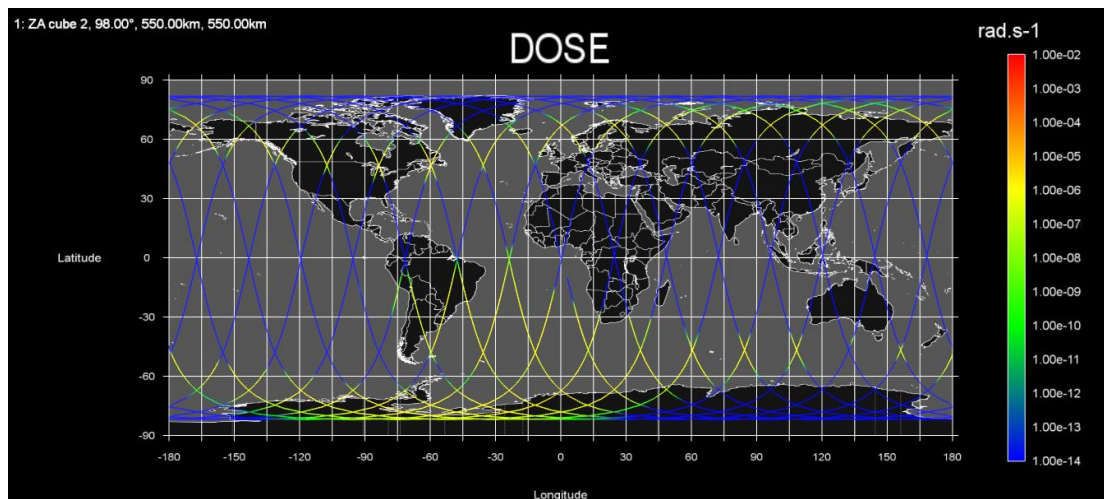 1: ZA cube 2, 98.00°, 550.00km, 550.00km
DOSE
rad.s-1
1.00e-02
1.00e-03
1.00e-04
1.00e-05
1.00e-06
1.00e-07
1.00e-08
1.00e-09
1.00e-10
1.00e-11
1.00e-12
1.00e-13
1.00e-14
90
60
30
0
-30
-60
-90
Latitude
-180 -150 -120 -90 -60 -30 0 30 60 90 120 150 180
Longitude